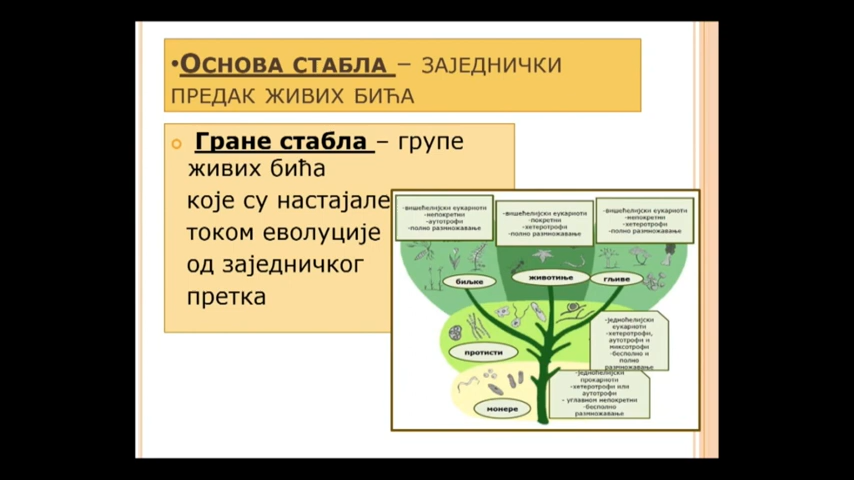 •Основа стабла – заједнички
предак живих бића
Гране стабла – групе
живих бића
које су настајале
током еволуције
од заједничког
претка
-вишећелијски еукариоти
-непокретни
-аутотрофи
-полно размножавање
-вишећелијски еукариоти
-покретни
-хетеротрофи
-полно размножавање
-вишећелијски еукариоти
-непокретни
-хетеротрофи
-полно размножавање
биљке
животиње
гљиве
-једноћелијски
еукариоти
-хетеротрофи,
аутотрофи и
миксотрофи
-бесполно и
полно
размножавање
протисти
-једноћелијски
прокариоти
-хетеротрофи или
аутотрофи
- углавном непокретни
-бесполно
размножавање
монере